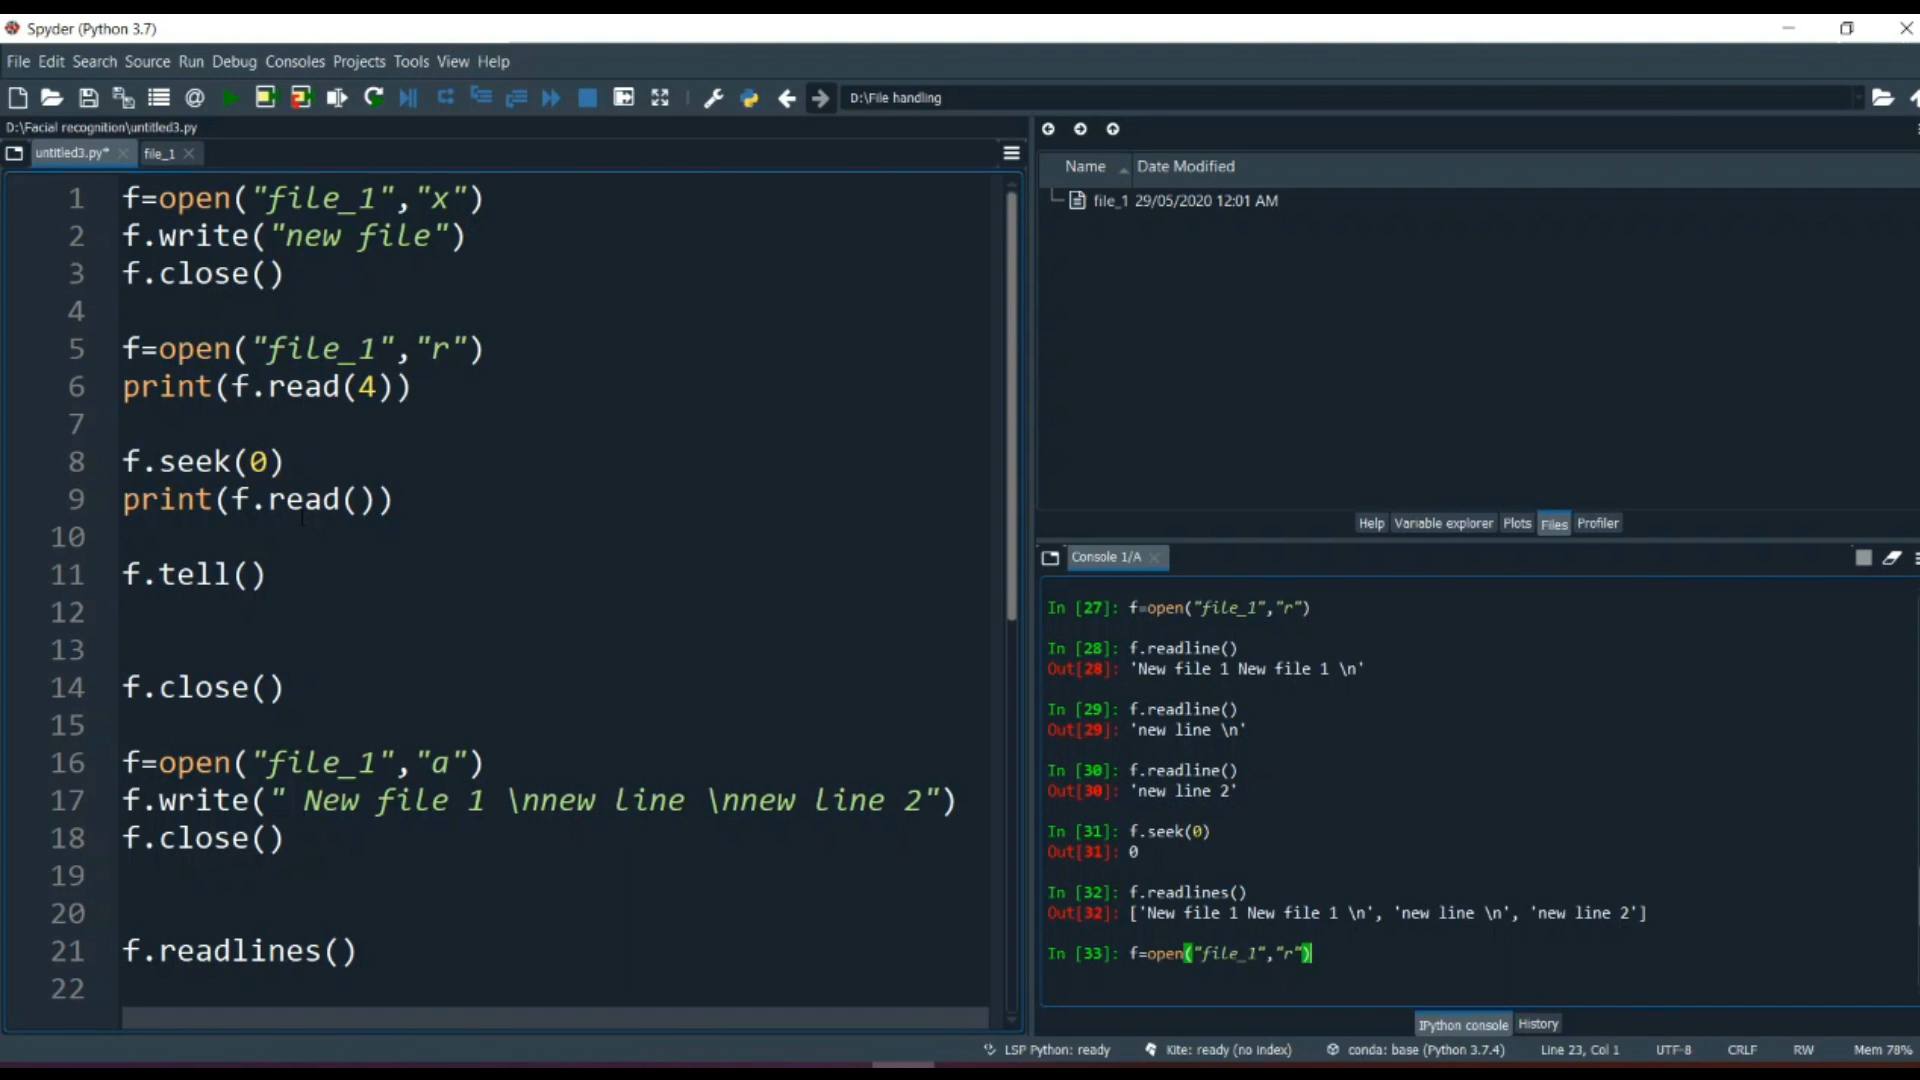 Spyder (Python 3.7)
File Edit Search Source Run Debug Consoles Projects Tools View Help
D:\File handling
D:\Facial recognition\untitled3.py
untitled3.py* file_1
1 f=open("file_1","x")
2 f.write("new file")
3 f.close()
4
5 f=open("file_1","r")
6 print(f.read(4))
7
8 f.seek(0)
9 print(f.read())
10
11 f.tell()
12
13
14 f.close()
15
16 f=open("file_1","a")
17 f.write(" New file 1 \nnew line \nnew line 2")
18 f.close()
19
20
21 f.readlines()
22
Name Date Modified
file_1 29/05/2020 12:01 AM
Help Variable explorer Plots Files Profiler
Console 1/A
In [27]: f=open("file_1","r")
In [28]: f.readline()
Out[28]: 'New file 1 New file 1 \n'
In [29]: f.readline()
Out[29]: 'new line \n'
In [30]: f.readline()
Out[30]: 'new line 2'
In [31]: f.seek(0)
Out[31]: 0
In [32]: f.readlines()
Out[32]: ['New file 1 New file 1 \n', 'new line \n', 'new line 2']
In [33]: f=open("file_1","r")
IPython console History
LSP Python: ready Kite: ready (no index) conda: base (Python 3.7.4) Line 23, Col 1 UTF-8 CRLF RW Mem 78%